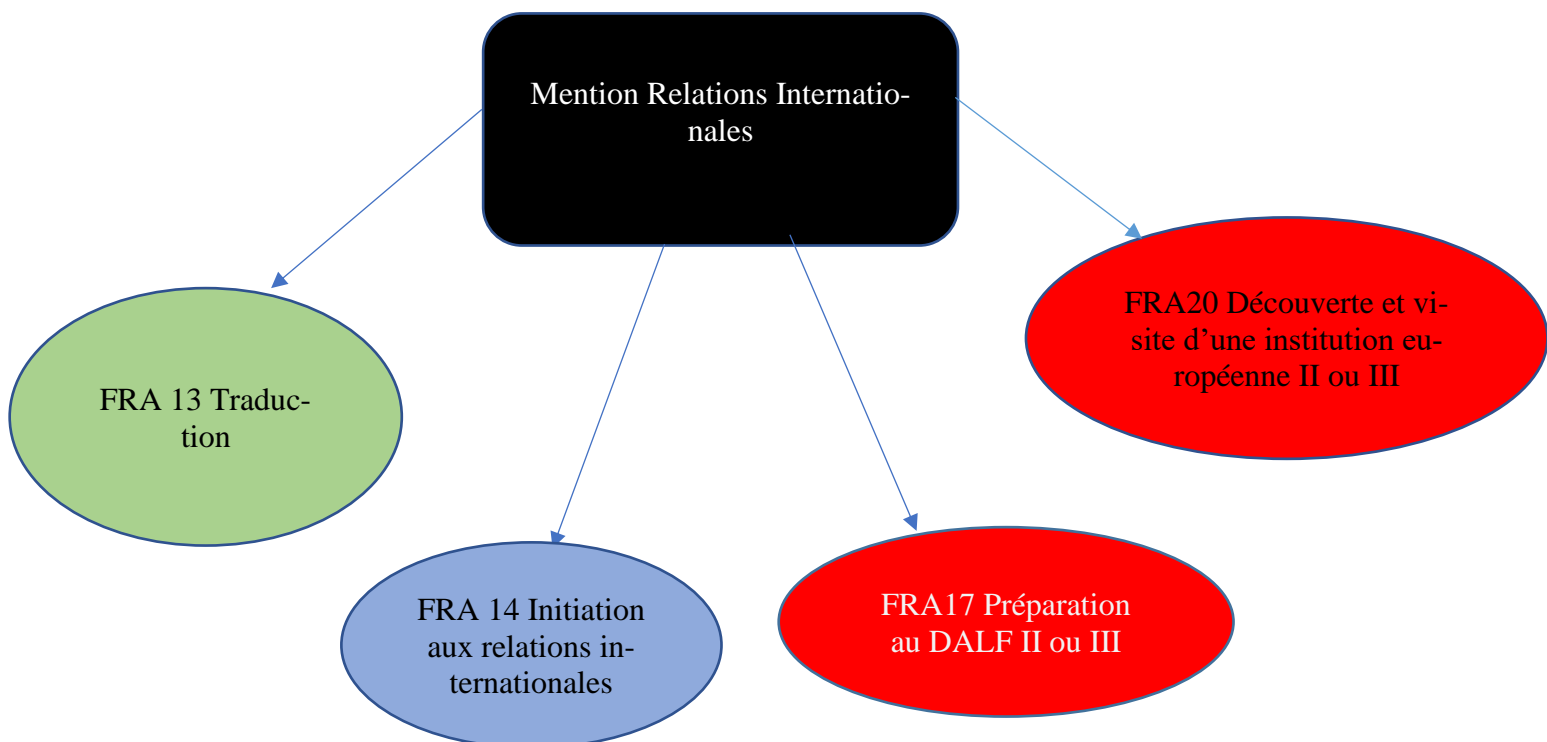 Mention Relations Internatio-
nales
FRA20 Découverte et vi-
site d’une institution eu-
ropéenne II ou III
FRA 13 Traduc-
tion
FRA 14 Initiation
aux relations in-
ternationales
FRA17 Préparation
au DALF II ou III